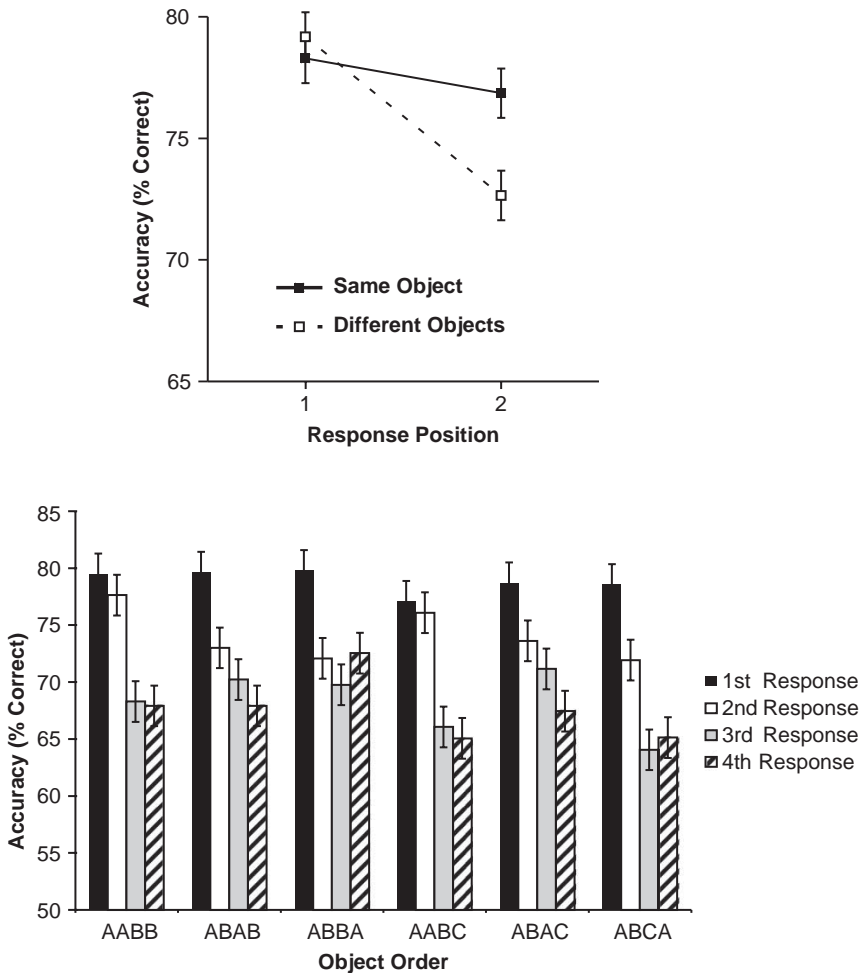 80
75
70
65
Accuracy (% Correct)
Same Object
Different Objects
1 2
Response Position
85
80
75
70
65
60
55
50
Accuracy (% Correct)
1st Response
2nd Response
3rd Response
4th Response
AABB ABAB ABBA AABC ABAC ABCA
Object Order